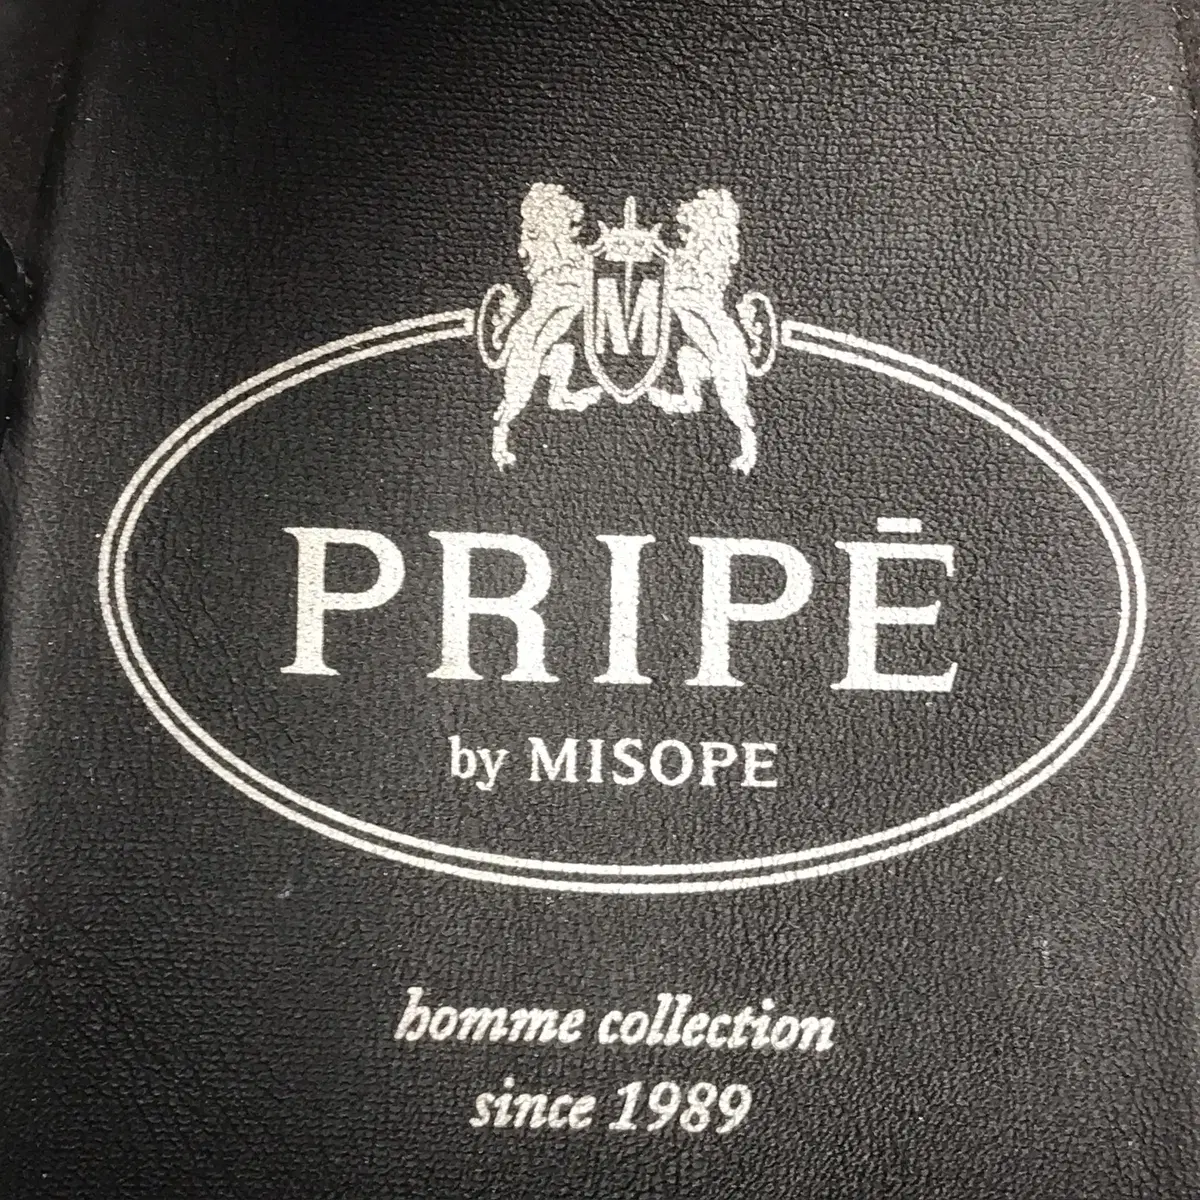 M
PRIPĒ
by MISOPE
homme collection
since 1989